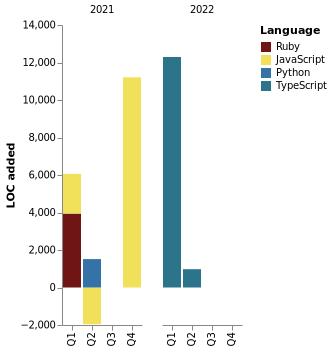 2021 2022
Language
Ruby
JavaScript
Python
TypeScript
LOC added
14,000
12,000
10,000
8,000
6,000
4,000
2,000
0
−2,000
Q1 Q2 Q3 Q4 Q1 Q2 Q3 Q4